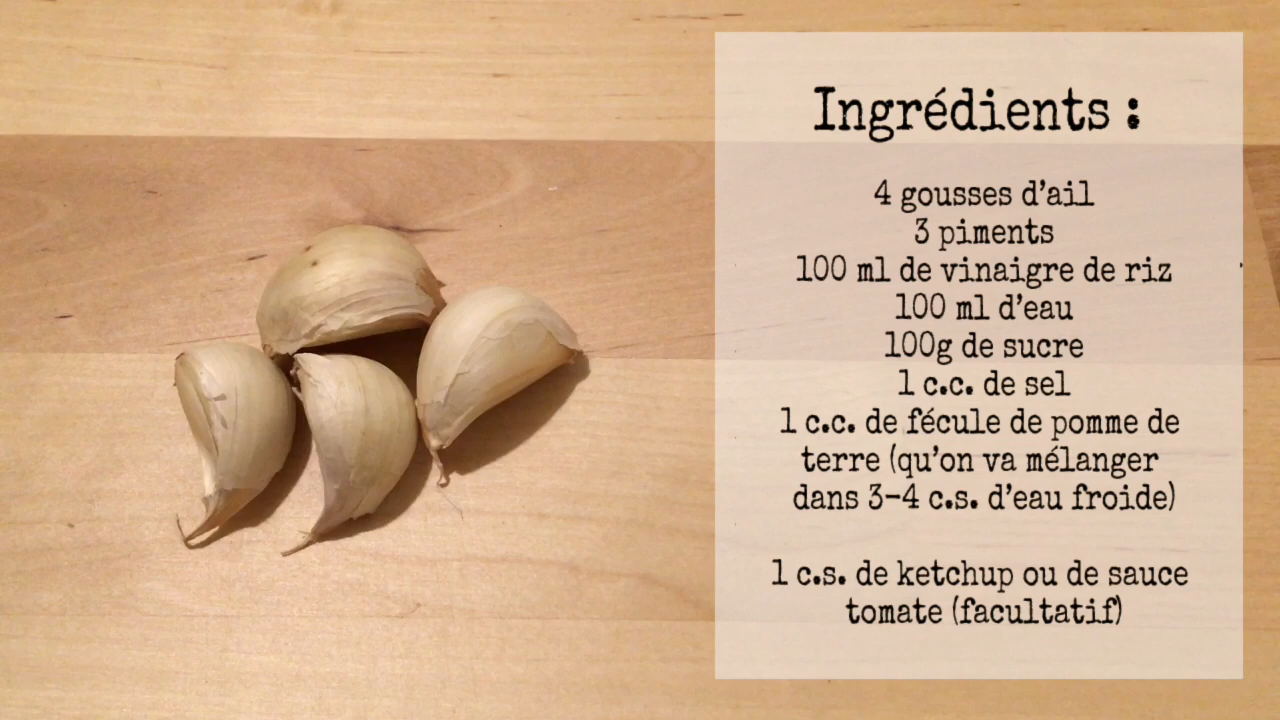 Ingrédients :
4 gousses d'ail
3 piments
100 ml de vinaigre de riz
100 ml d'eau
100g de sucre
1 c.c. de sel
1 c.c. de fécule de pomme de
terre (qu'on va mélanger
dans 3-4 c.s. d'eau froide)
1 c.s. de ketchup ou de sauce
tomate (facultatif)